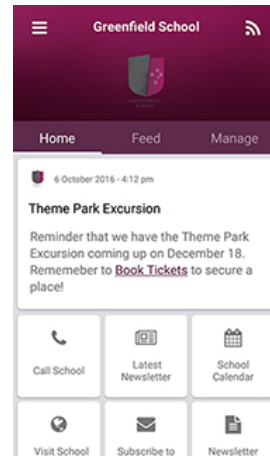 Greenfield School
Home Feed Manage
6 October 2016 - 4:12 pm
Theme Park Excursion
Reminder that we have the Theme Park
Excursion coming up on December 18.
Rememeber to Book Tickets to secure a
place!
Call School
Latest
Newsletter
School
Calendar
Visit School
Subscribe to
Newsletter